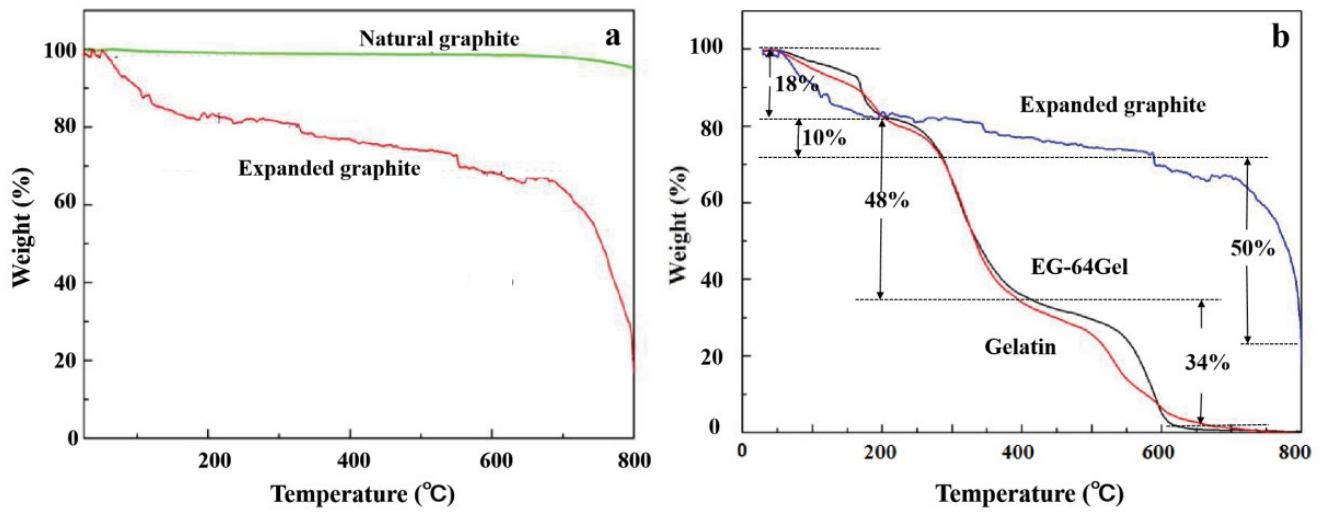 a
Natural graphite
Expanded graphite
Weight (%)
100
80
60
40
20
0
200
400
600
800
Temperature (°C)
b
Expanded graphite
18%
10%
48%
50%
EG-64Gel
Gelatin
34%
Weight (%)
100
80
60
40
20
0
0
200
400
600
800
Temperature (°C)